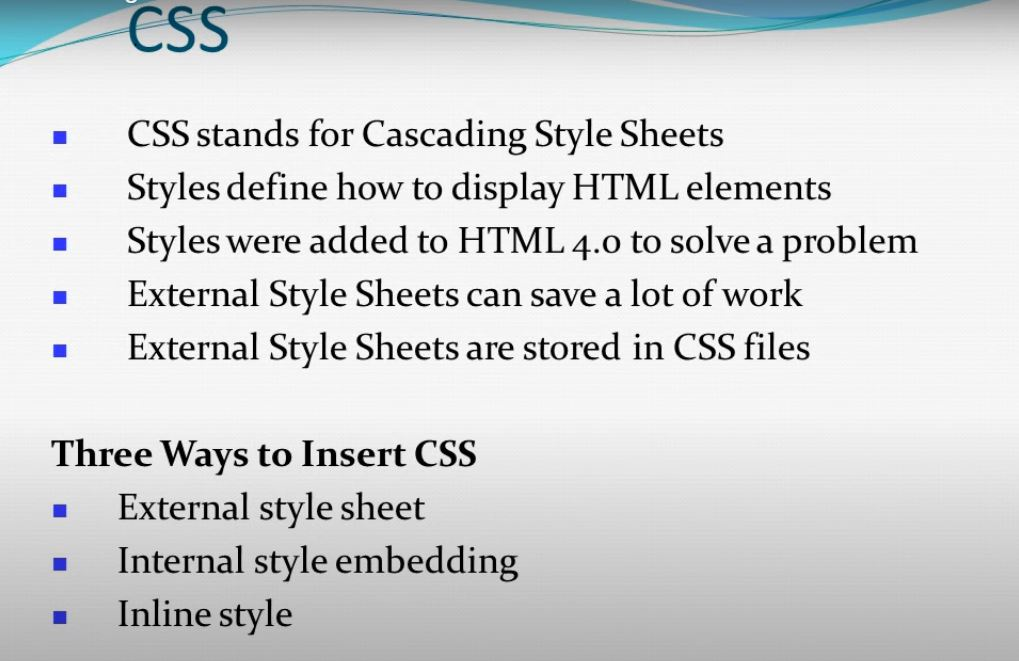 CSS
CSS stands for Cascading Style Sheets
Styles define how to display HTML elements
Styles were added to HTML 4.0 to solve a problem
External Style Sheets can save a lot of work
External Style Sheets are stored in CSS files
Three Ways to Insert CSS
External style sheet
Internal style embedding
Inline style